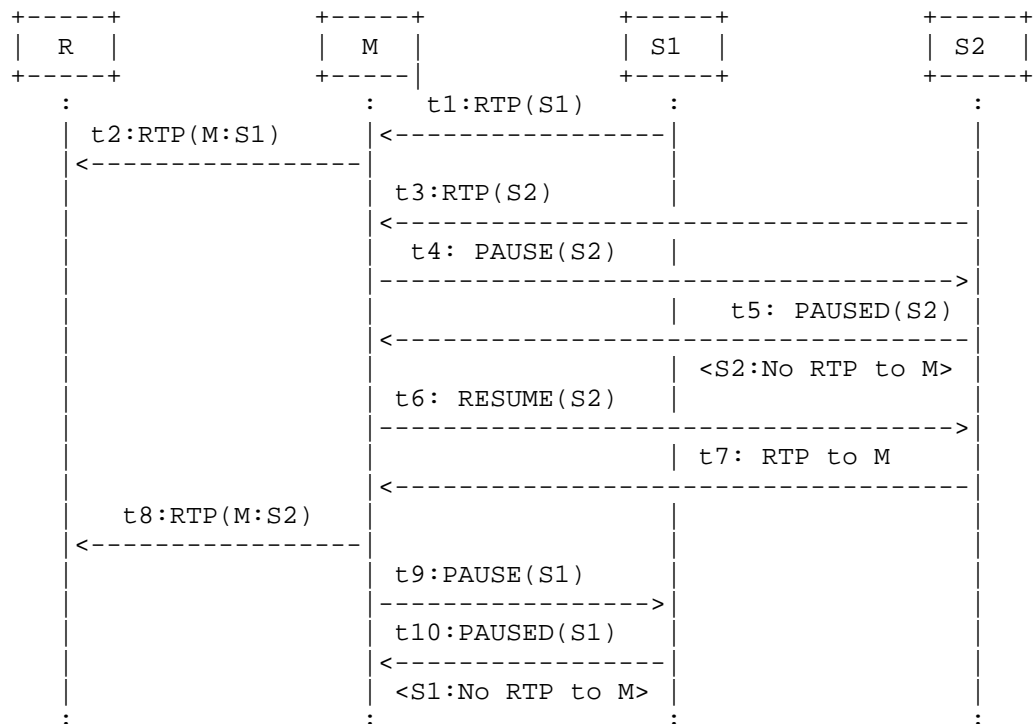 R M S1 S2
t1:RTP(S1)
t2:RTP(M:S1)
t3:RTP(S2)
t4: PAUSE(S2)
t5: PAUSED(S2)
<S2:No RTP to M>
t6: RESUME(S2)
t7: RTP to M
t8:RTP(M:S2)
t9:PAUSE(S1)
t10:PAUSED(S1)
<S1:No RTP to M>